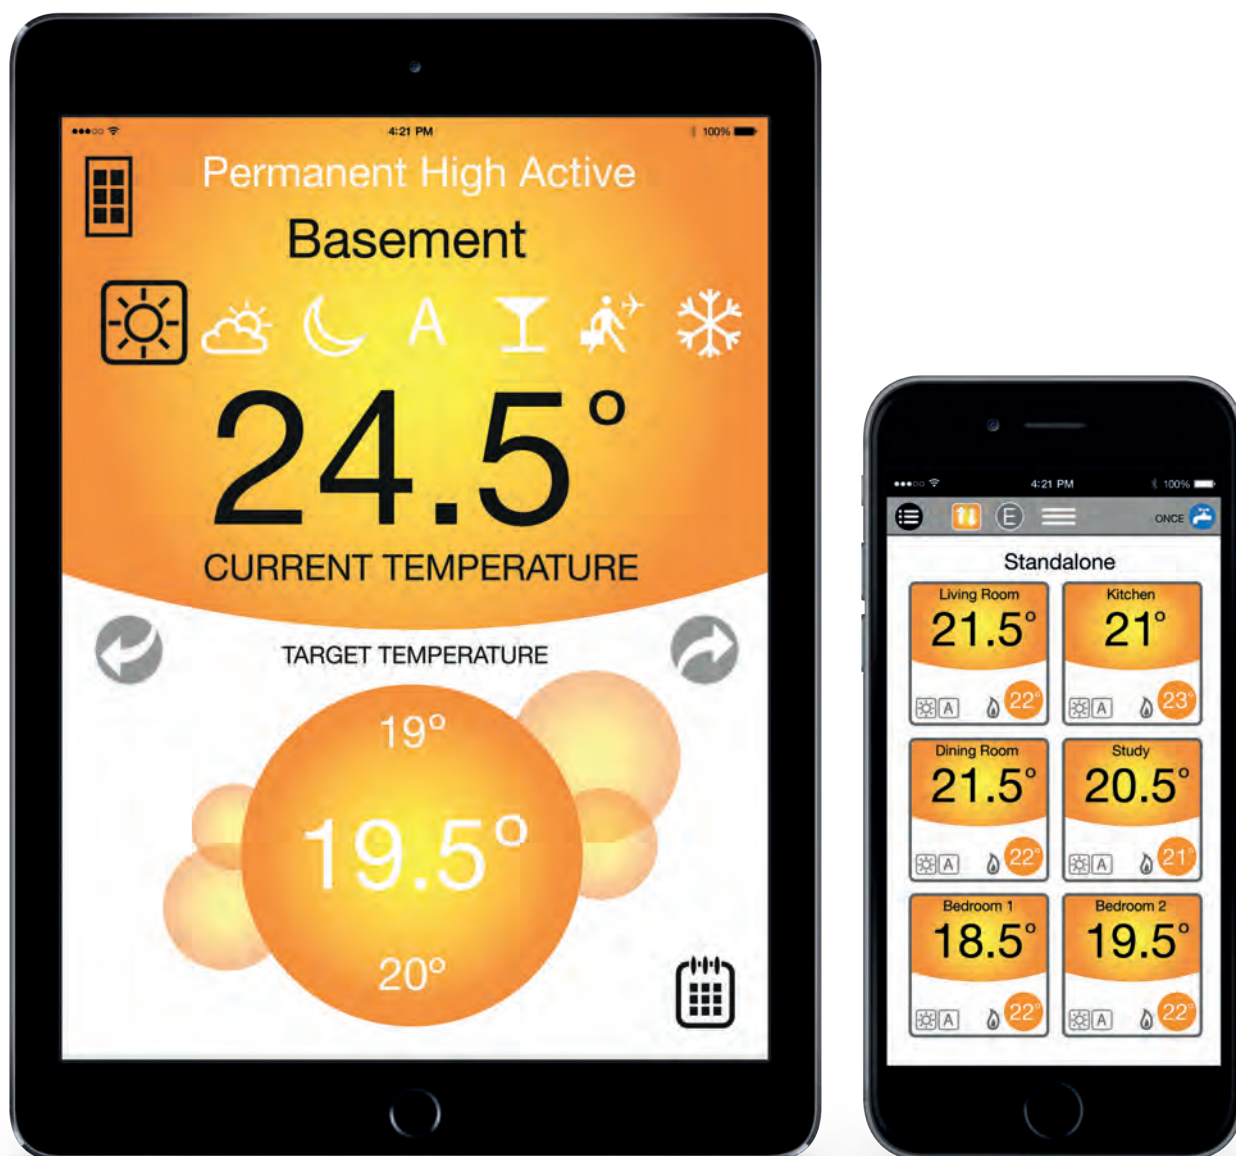 4:21 PM
100%
Permanent High Active
Basement
A
24.5°
CURRENT TEMPERATURE
TARGET TEMPERATURE
19°
19.5°
20°
4:21 PM
100%
E
ONCE
Standalone
Living Room
21.5°
A
22°
Kitchen
21°
A
23°
Dining Room
21.5°
A
22°
Study
20.5°
A
21°
Bedroom 1
18.5°
A
22°
Bedroom 2
19.5°
A
22°